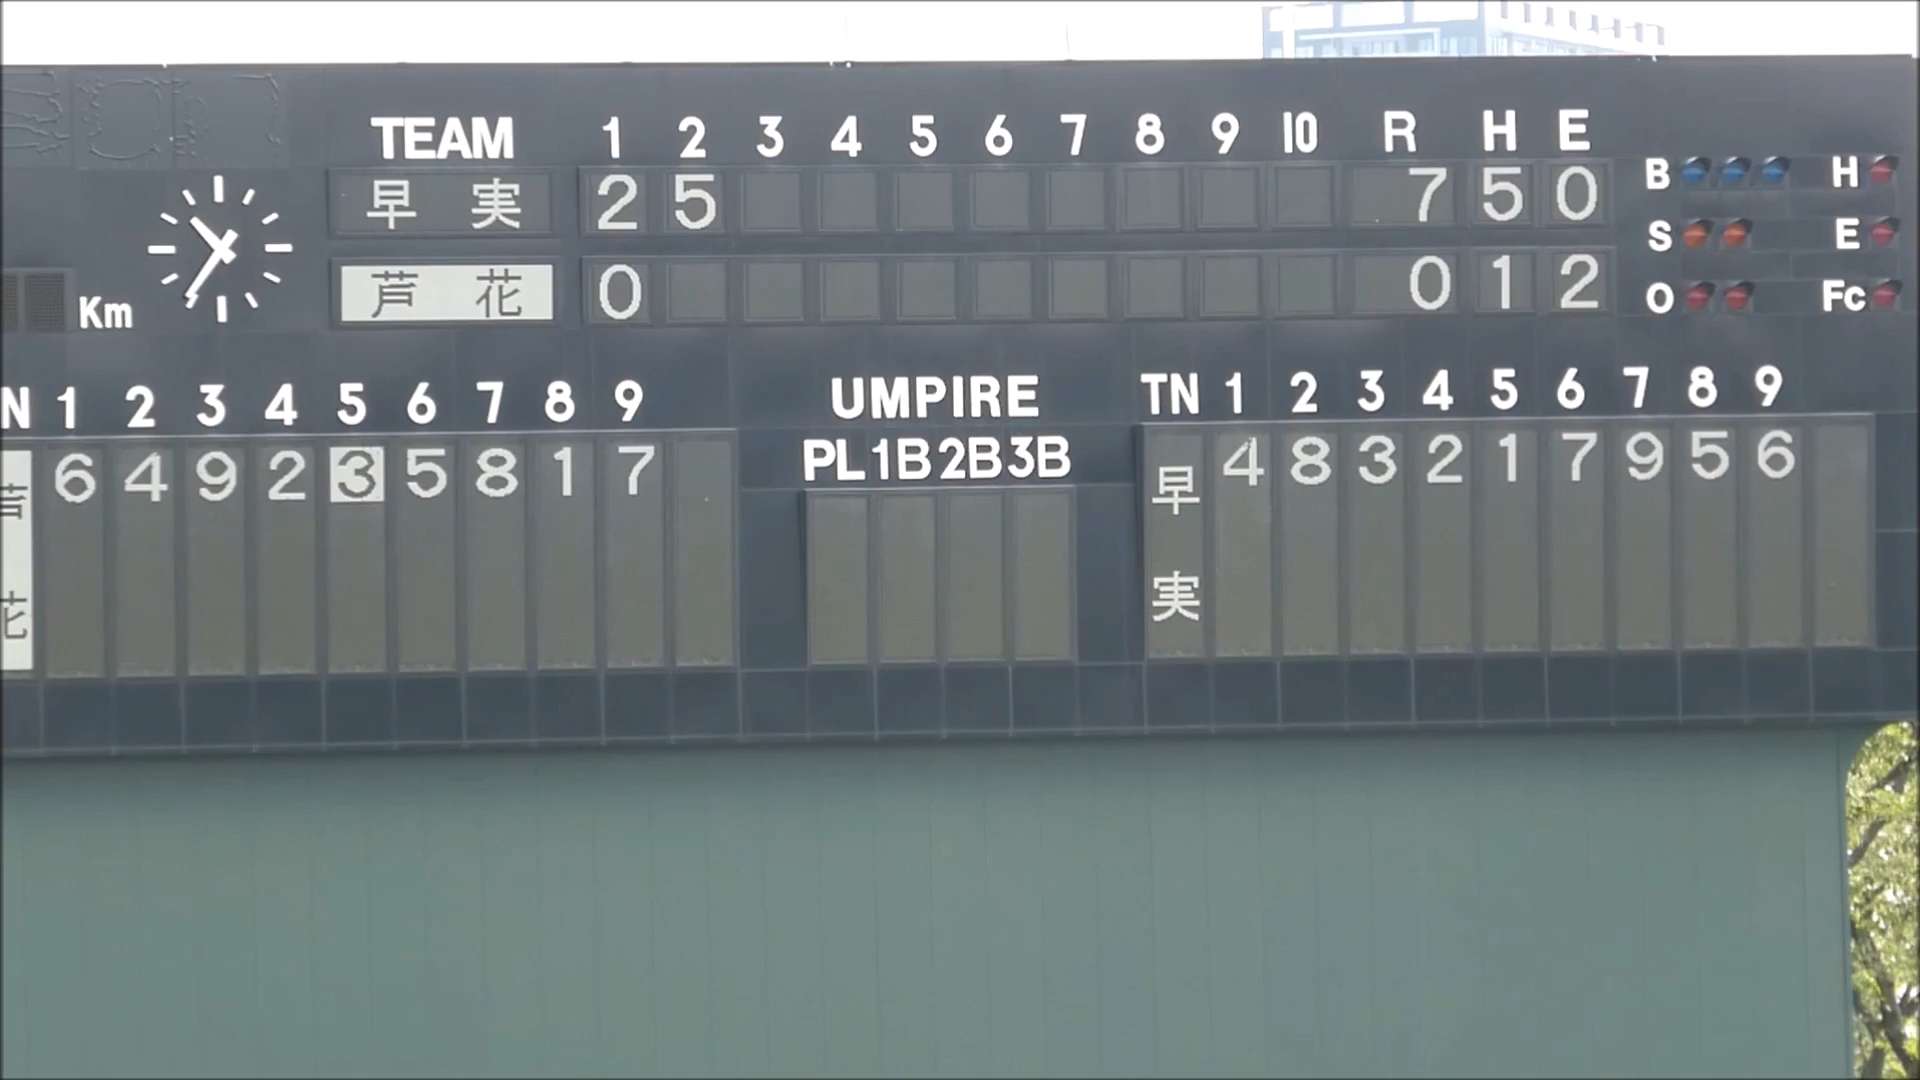 TEAM 1 2 3 4 5 6 7 8 9 10 R H E
早実 2 5 7 5 0
B H
S E
芦花 0 0 1 2
O Fc
Km
N 1 2 3 4 5 6 7 8 9
芦花 6 4 9 2 3 5 8 1 7
UMPIRE
PL 1B 2B 3B
TN 1 2 3 4 5 6 7 8 9
早実 4 8 3 2 1 7 9 5 6